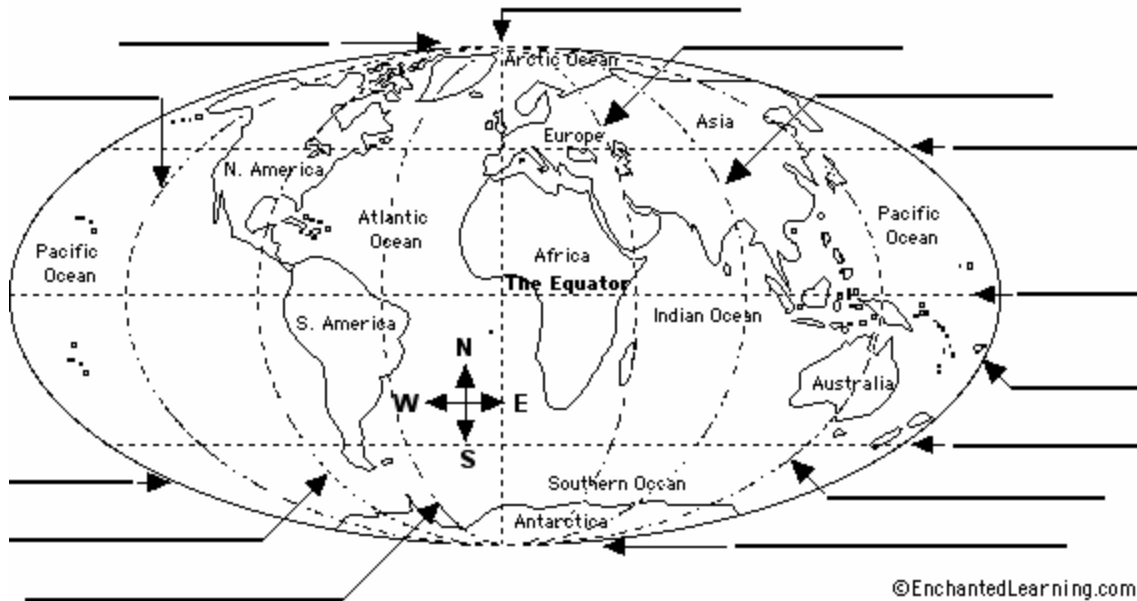 Arctic Ocean
Asia
Europe
N. America
Atlantic
Ocean
Pacific
Ocean
Pacific
Ocean
Africa
The Equator
Indian Ocean
S. America
N
W
E
S
Australia
Southern Ocean
Antarctica
©EnchantedLearning.com